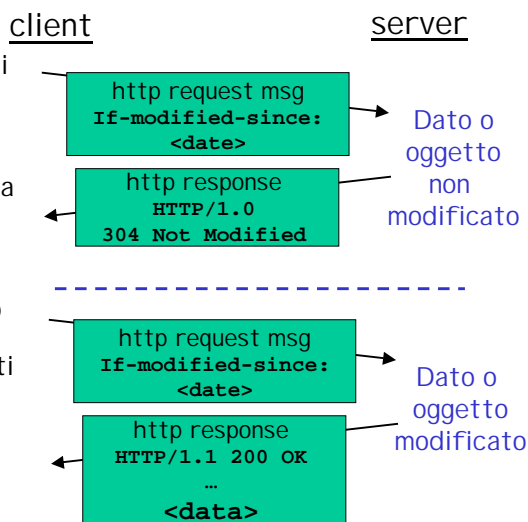 client
server
i
http request msg
If-modified-since:
<date>
Dato o
oggetto
non
modificato
a
http response
HTTP/1.0
304 Not Modified
ti
http request msg
If-modified-since:
<date>
Dato o
oggetto
modificato
http response
HTTP/1.1 200 OK
…
<data>